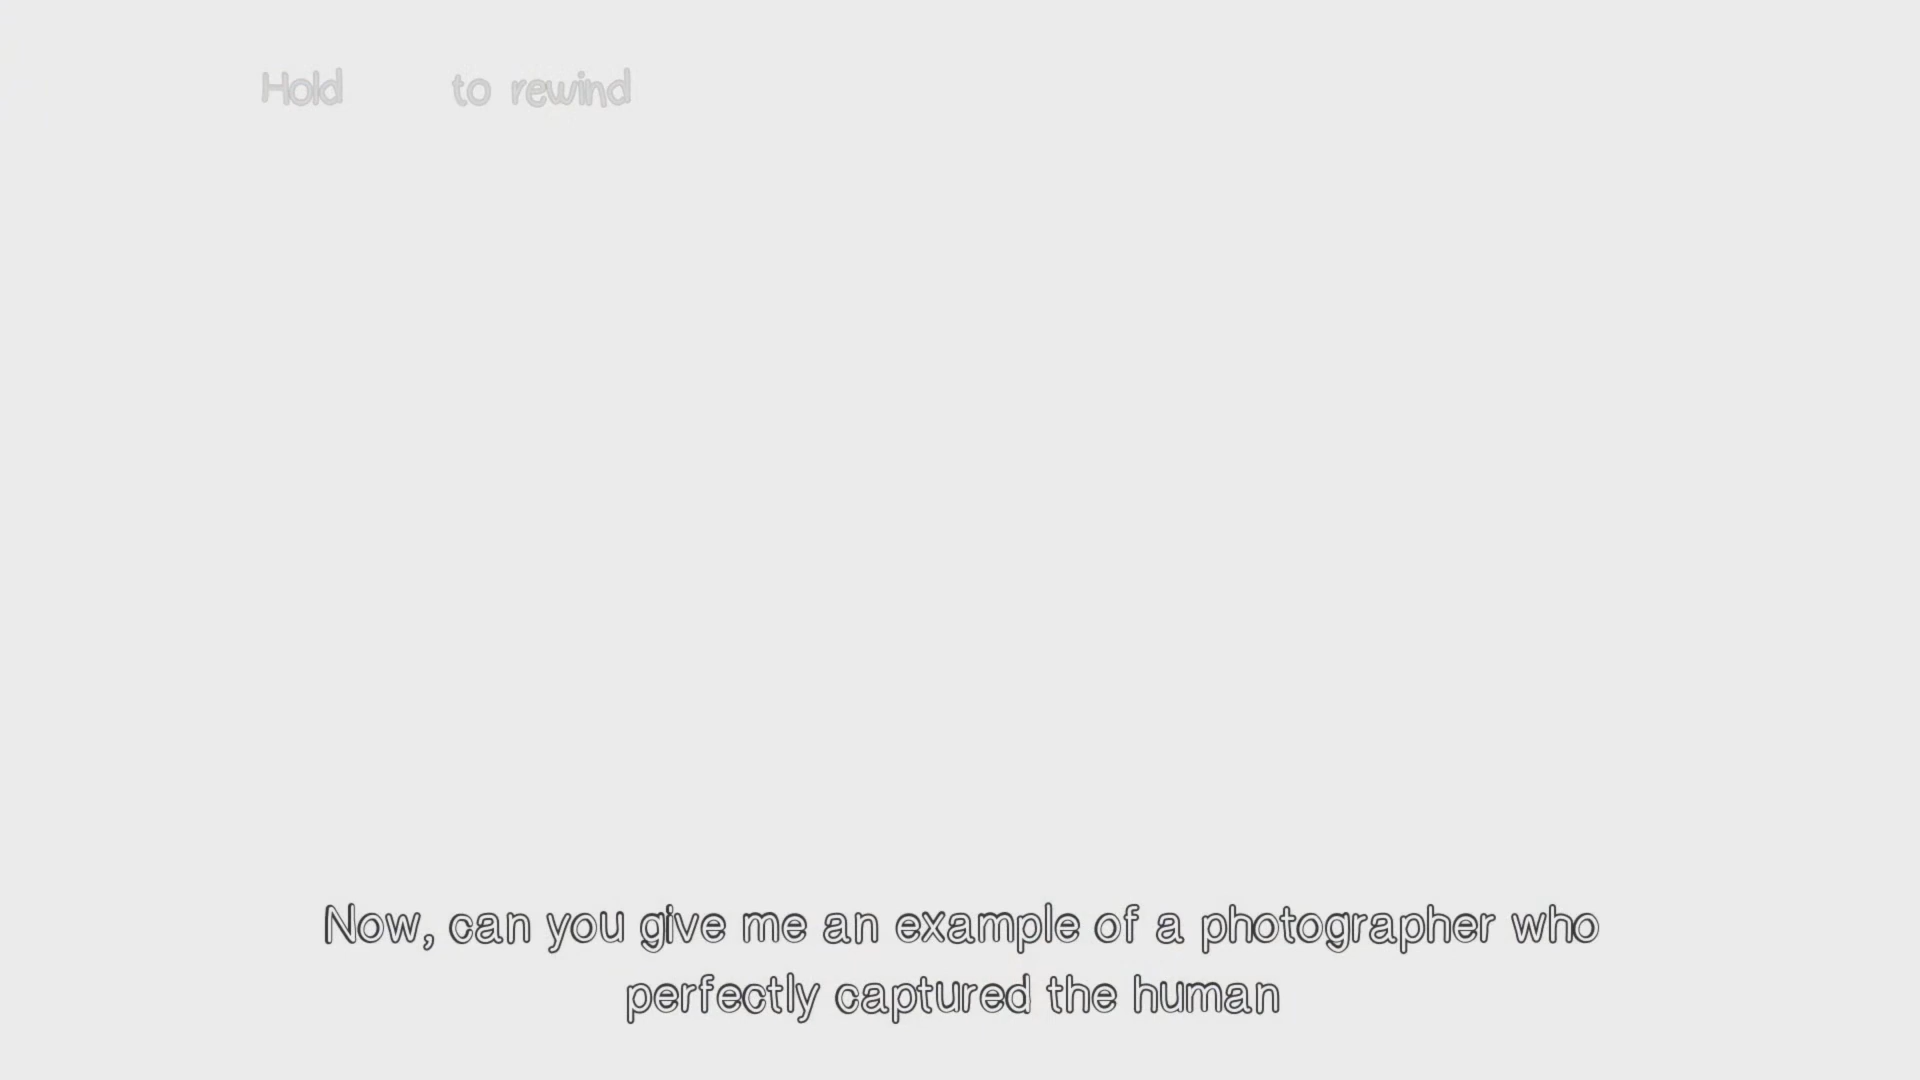 Hold to rewind
Now, can you give me an example of a photographer who
perfectly captured the human